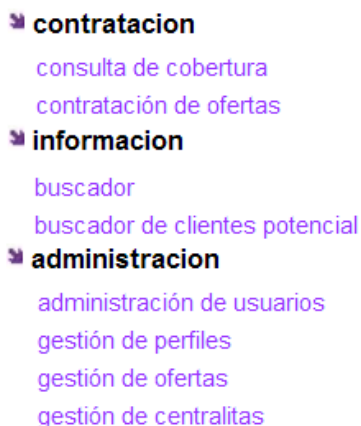 contratacion
consulta de cobertura
contratación de ofertas
informacion
buscador
buscador de clientes potencial
administracion
administración de usuarios
gestión de perfiles
gestión de ofertas
gestión de centralitas